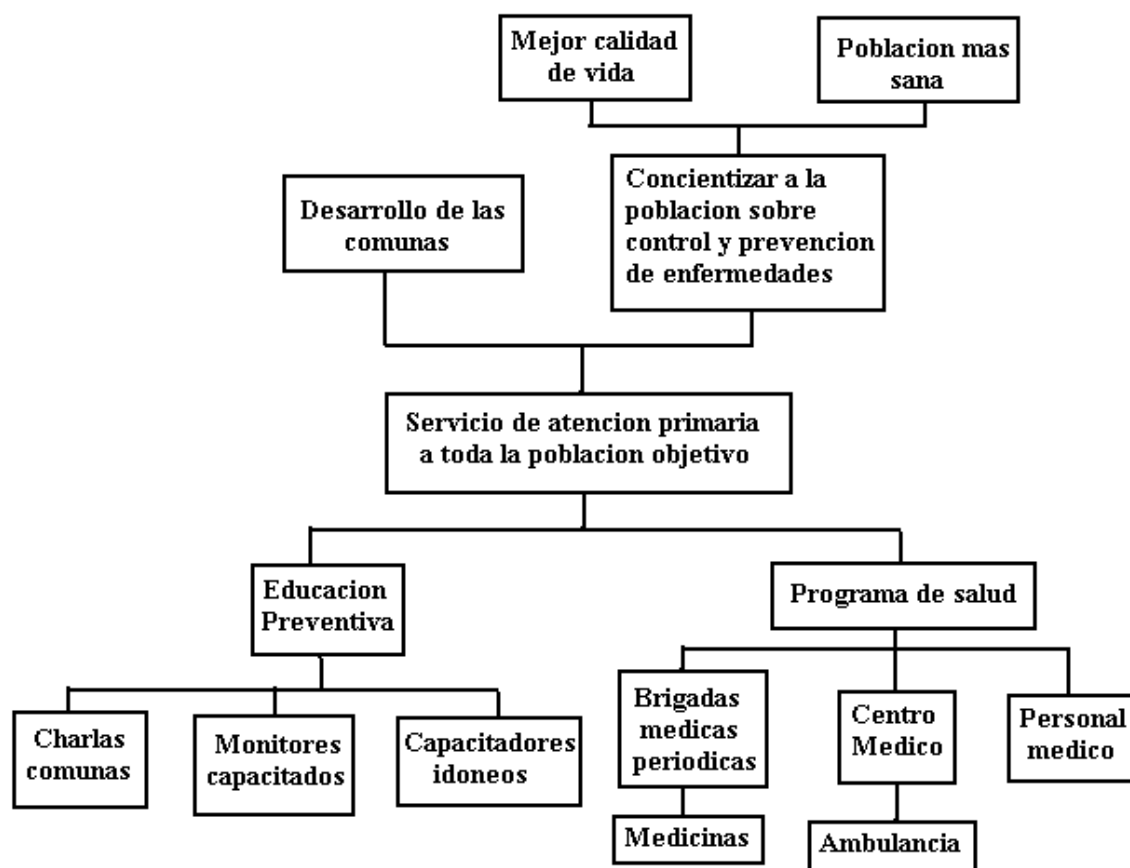 Mejor calidad
de vida
Poblacion mas
sana
Desarrollo de las
comunas
Concientizar a la
poblacion sobre
control y prevencion
de enfermedades
Servicio de atencion primaria
a toda la poblacion objetivo
Educacion
Preventiva
Programa de salud
Charlas
comunas
Monitores
capacitados
Capacitadores
idoneos
Brigadas
medicas
periodicas
Centro
Medico
Personal
medico
Medicinas
Ambulancia